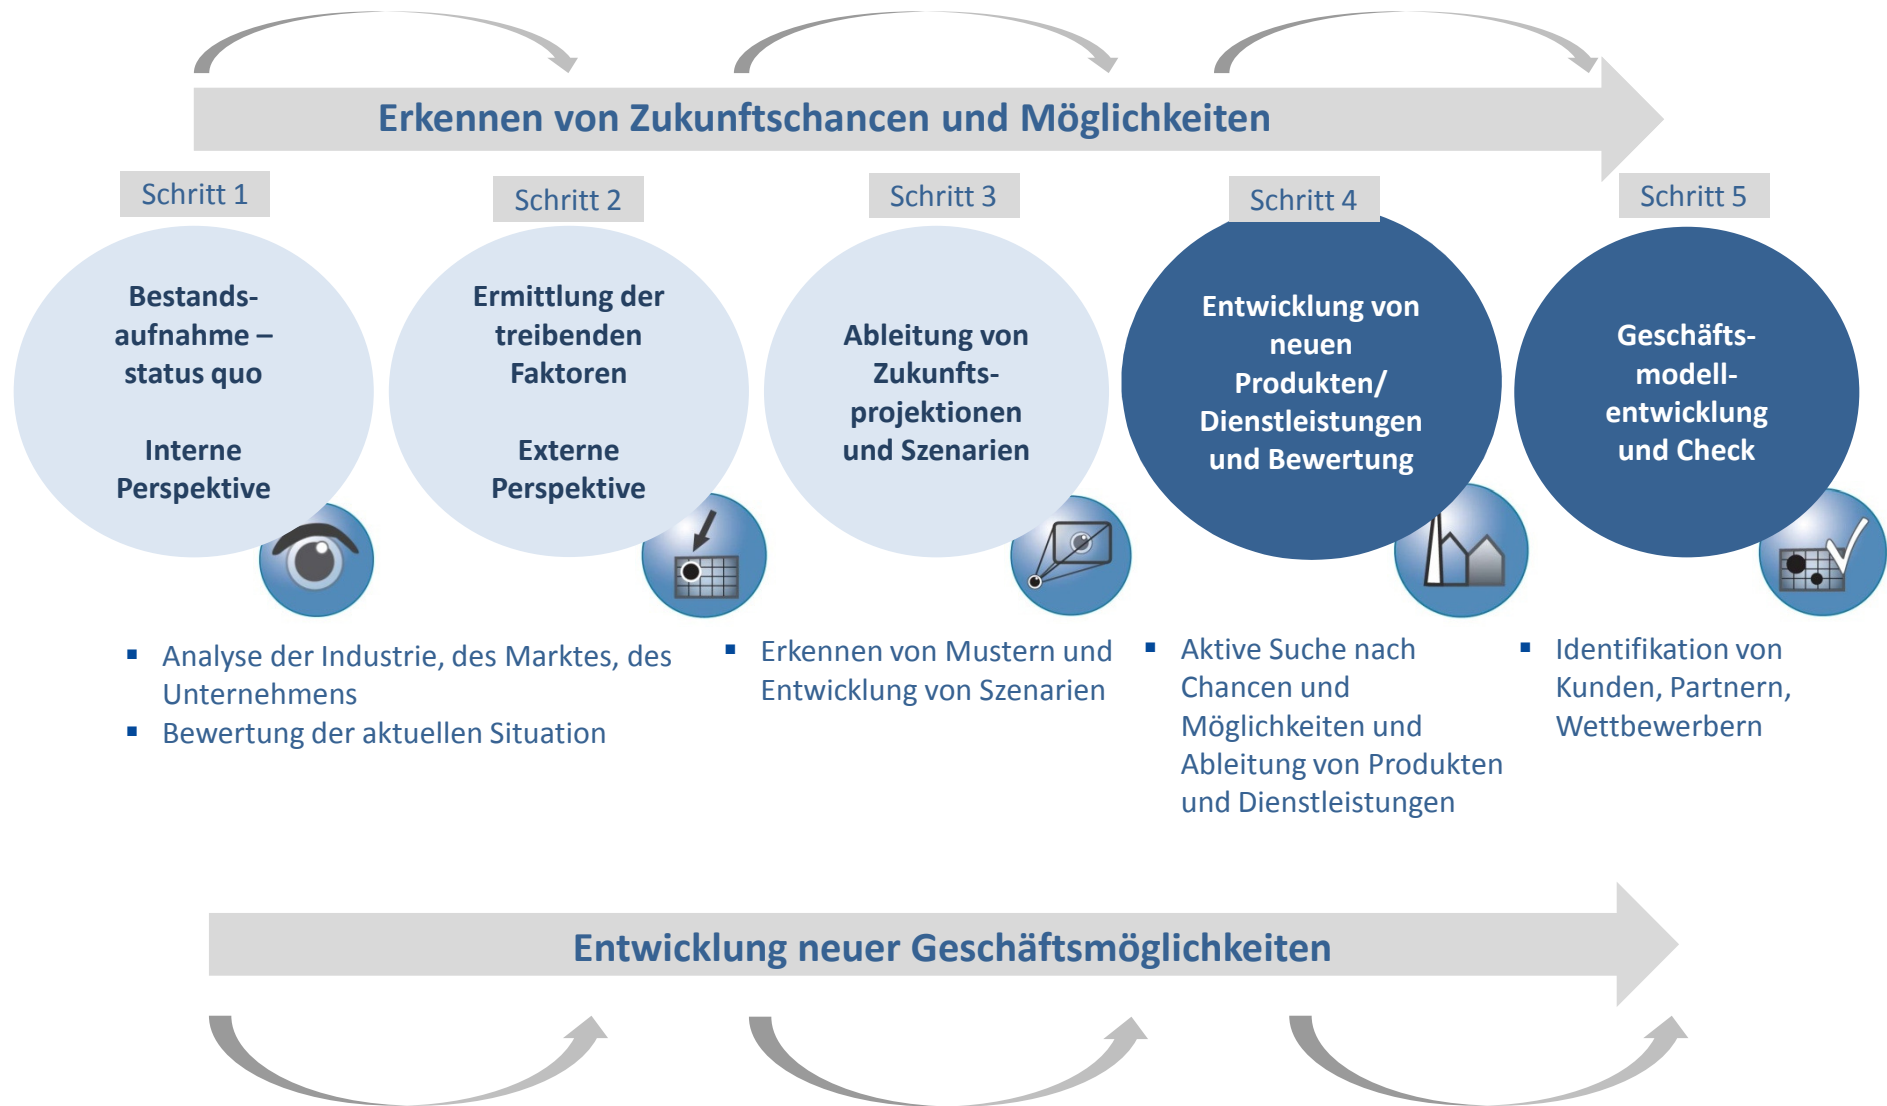 Erkennen von Zukunftschancen und Möglichkeiten
Schritt 1
Bestands-
aufnahme –
status quo
Interne
Perspektive
Schritt 2
Ermittlung der
treibenden
Faktoren
Externe
Perspektive
Schritt 3
Ableitung von
Zukunfts-
projektionen
und Szenarien
Schritt 4
Entwicklung von
neuen
Produkten/
Dienstleistungen
und Bewertung
Schritt 5
Geschäfts-
modell-
entwicklung
und Check
▪ Analyse der Industrie, des Marktes, des
Unternehmens
▪ Bewertung der aktuellen Situation
▪ Erkennen von Mustern und
Entwicklung von Szenarien
▪ Aktive Suche nach
Chancen und
Möglichkeiten und
Ableitung von Produkten
und Dienstleistungen
▪ Identifikation von
Kunden, Partnern,
Wettbewerbern
Entwicklung neuer Geschäftsmöglichkeiten